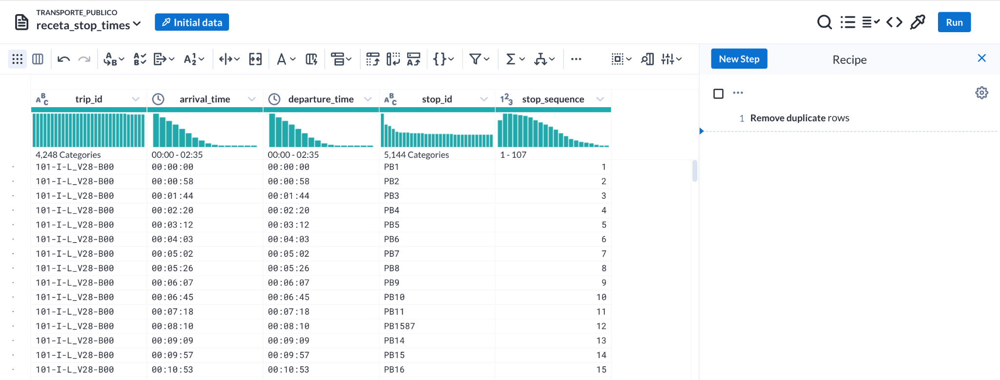 TRANSPORTE_PUBLICO
receta_stop_times
Initial data
Run
New Step
Recipe
1 Remove duplicate rows
trip_id arrival_time departure_time stop_id stop_sequence
4,248 Categories 00:00 - 02:35 00:00 - 02:35 5,144 Categories 1 - 107
101-I-L_V28-B00 00:00:00 00:00:00 PB1 1
101-I-L_V28-B00 00:00:58 00:00:58 PB2 2
101-I-L_V28-B00 00:01:44 00:01:44 PB3 3
101-I-L_V28-B00 00:02:20 00:02:20 PB4 4
101-I-L_V28-B00 00:03:12 00:03:12 PB5 5
101-I-L_V28-B00 00:04:03 00:04:03 PB6 6
101-I-L_V28-B00 00:05:02 00:05:02 PB7 7
101-I-L_V28-B00 00:05:26 00:05:26 PB8 8
101-I-L_V28-B00 00:06:07 00:06:07 PB9 9
101-I-L_V28-B00 00:06:45 00:06:45 PB10 10
101-I-L_V28-B00 00:07:18 00:07:18 PB11 11
101-I-L_V28-B00 00:08:10 00:08:10 PB1587 12
101-I-L_V28-B00 00:09:09 00:09:09 PB14 13
101-I-L_V28-B00 00:09:57 00:09:57 PB15 14
101-I-L_V28-B00 00:10:53 00:10:53 PB16 15